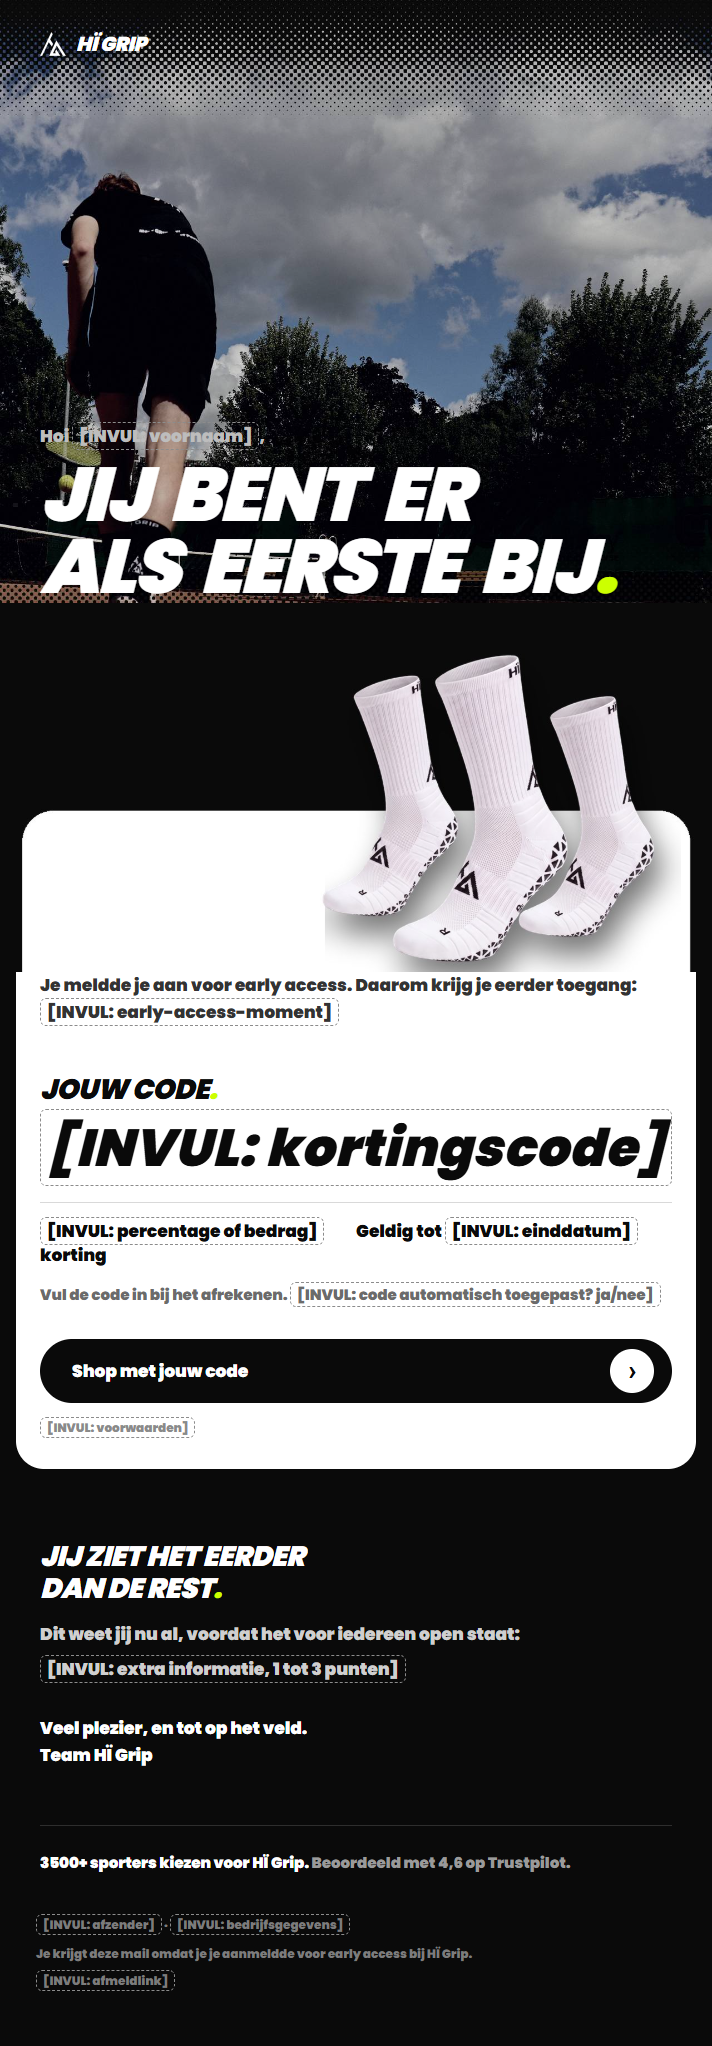 HÏ GRIP
Hoi [INVUL: voornaam]
JIJ BENT ER
ALS EERSTE BIJ.
Je meldde je aan voor early access. Daarom krijg je eerder toegang:
[INVUL: early-access-moment]
JOUW CODE.
[INVUL: kortingscode]
[INVUL: percentage of bedrag] korting
Geldig tot [INVUL: einddatum]
Vul de code in bij het afrekenen. [INVUL: code automatisch toegepast? ja/nee]
Shop met jouw code ›
[INVUL: voorwaarden]
JIJ ZIET HET EERDER
DAN DE REST.
Dit weet jij nu al, voordat het voor iedereen open staat:
[INVUL: extra informatie, 1 tot 3 punten]
Veel plezier, en tot op het veld.
Team HÏ Grip
3500+ sporters kiezen voor HÏ Grip. Beoordeeld met 4,6 op Trustpilot.
[INVUL: afzender] · [INVUL: bedrijfsgegevens]
Je krijgt deze mail omdat je je aanmeldde voor early access bij HÏ Grip.
[INVUL: afmeldlink]